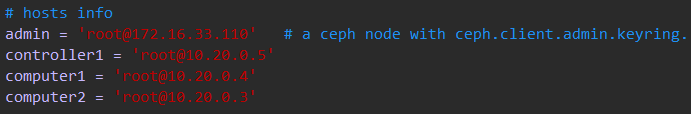 # hosts info
admin = 'root@172.16.33.110'   # a ceph node with ceph.client.admin.keyring.
controller1 = 'root@10.20.0.5'
computer1 = 'root@10.20.0.4'
computer2 = 'root@10.20.0.3'